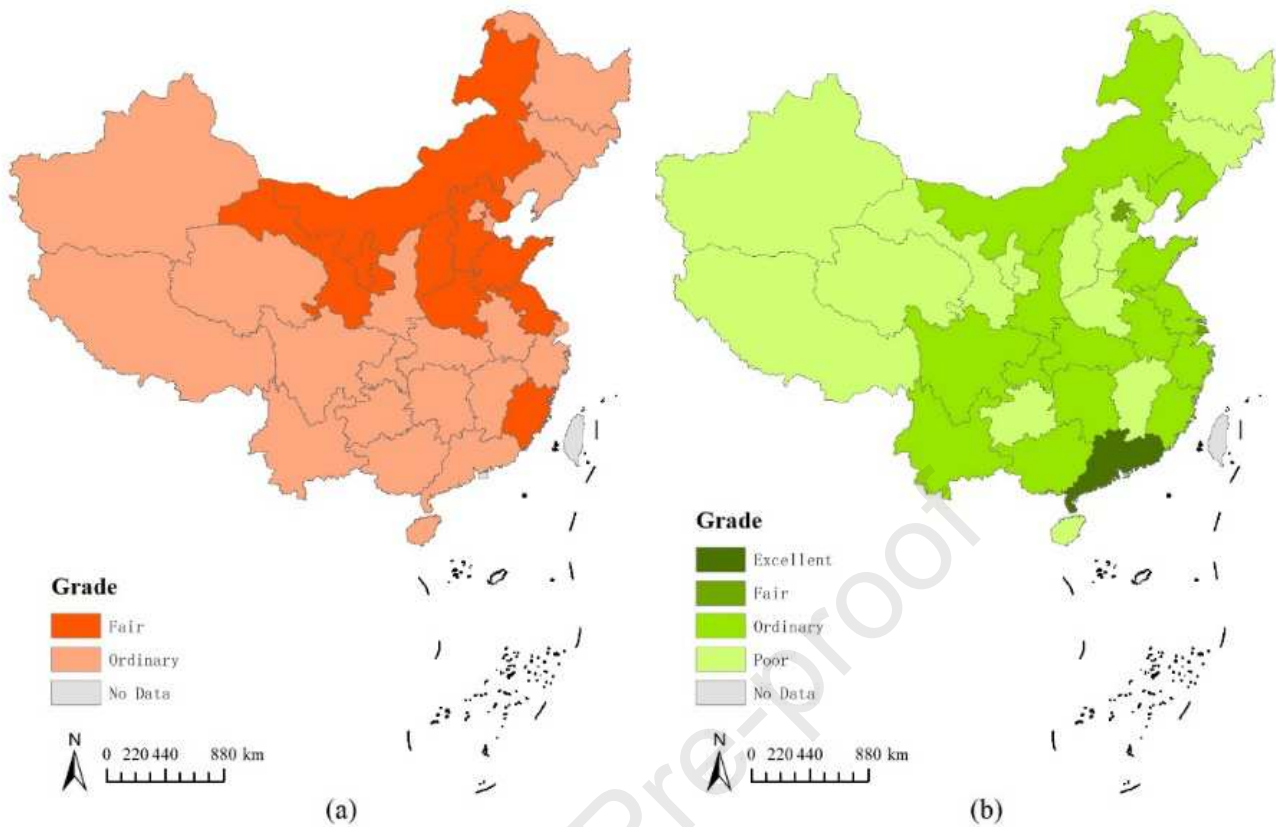 Grade
Fair
Ordinary
No Data
N
0 220 440 880 km
(a)
Grade
Excellent
Fair
Ordinary
Poor
No Data
N
0 220 440 880 km
(b)
Pre-proof